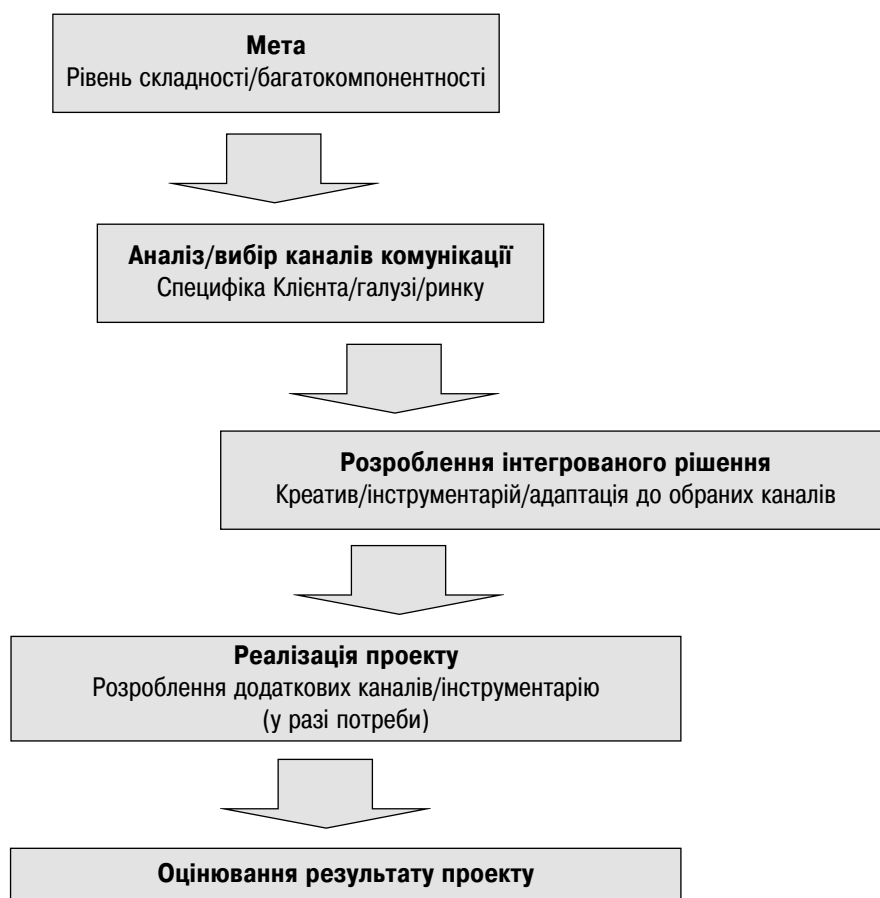 Мета
Рівень складності/багатокомпонентності
Аналіз/вибір каналів комунікації
Специфіка Клієнта/галузі/ринку
Розроблення інтегрованого рішення
Креатив/інструментарій/адаптація до обраних каналів
Реалізація проекту
Розроблення додаткових каналів/інструментарію
(у разі потреби)
Оцінювання результату проекту